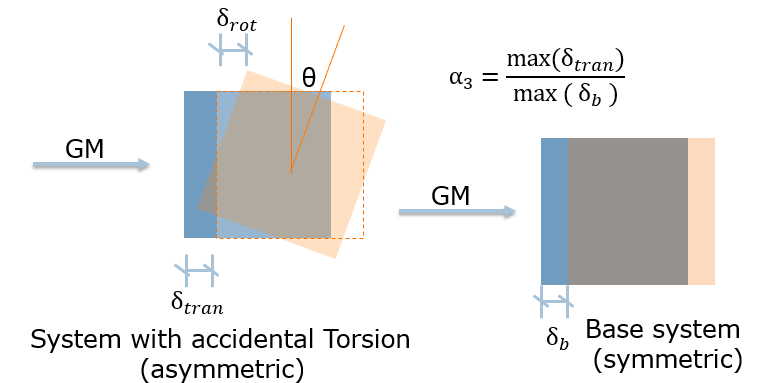 δrot
θ
α3 = max(δtran) / max ( δb )
GM
GM
δtran
δb
System with accidental Torsion
(asymmetric)
Base system
(symmetric)